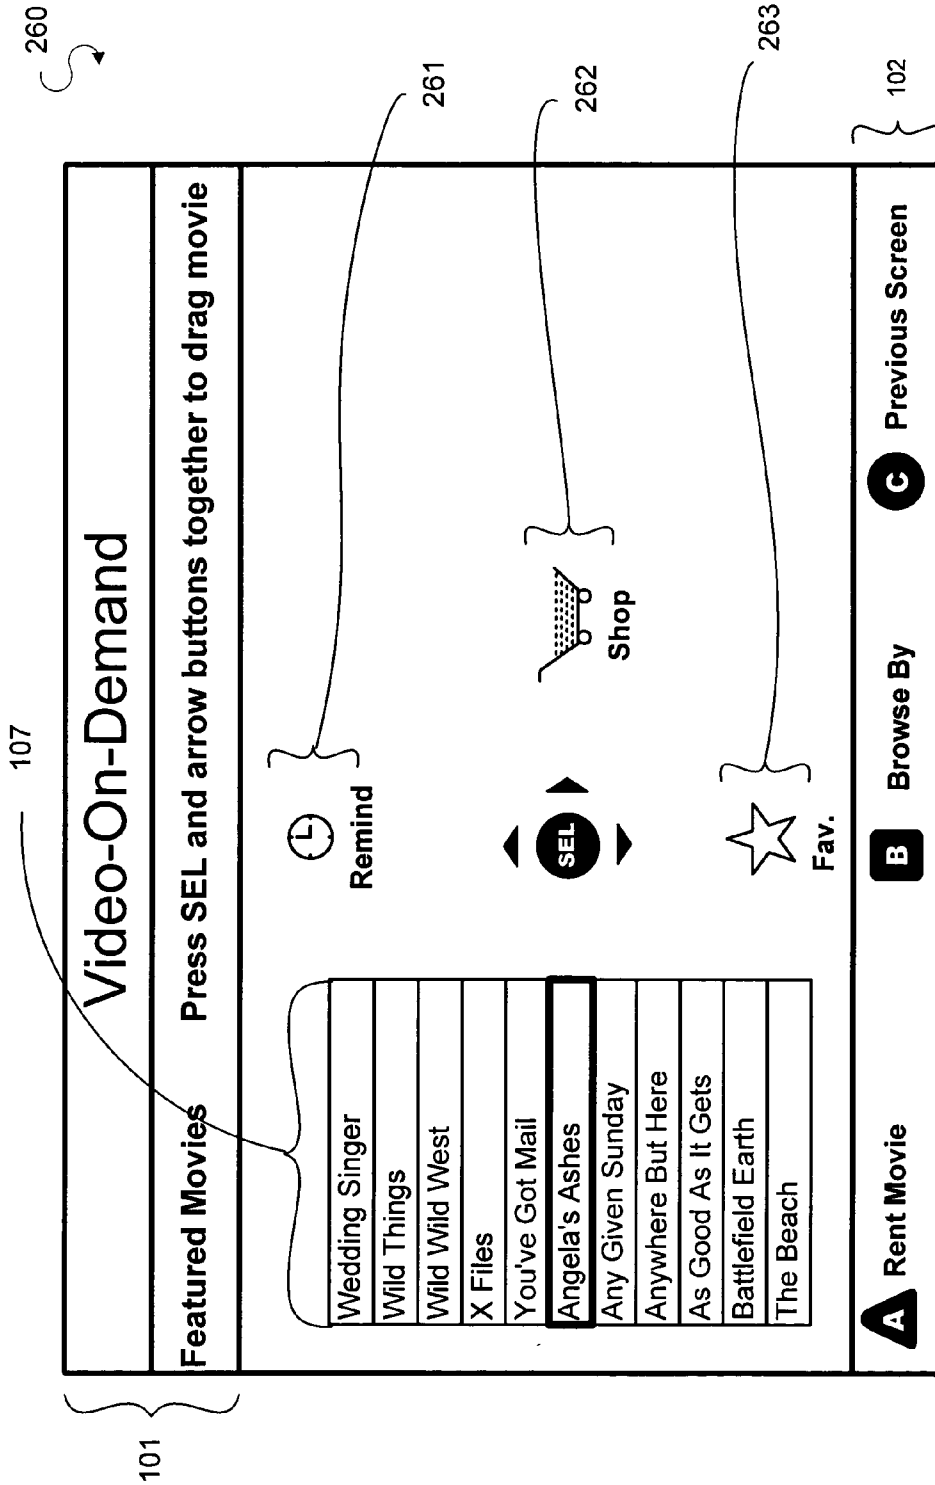 260
107
Video-On-Demand
101
Featured Movies Press SEL and arrow buttons together to drag movie
261
Remind
Wedding Singer
Wild Things
Wild Wild West
X Files
You've Got Mail
Angela's Ashes
Any Given Sunday
Anywhere But Here
As Good As It Gets
Battlefield Earth
The Beach
SEL
Shop
262
Fav.
263
A Rent Movie B Browse By C Previous Screen
102